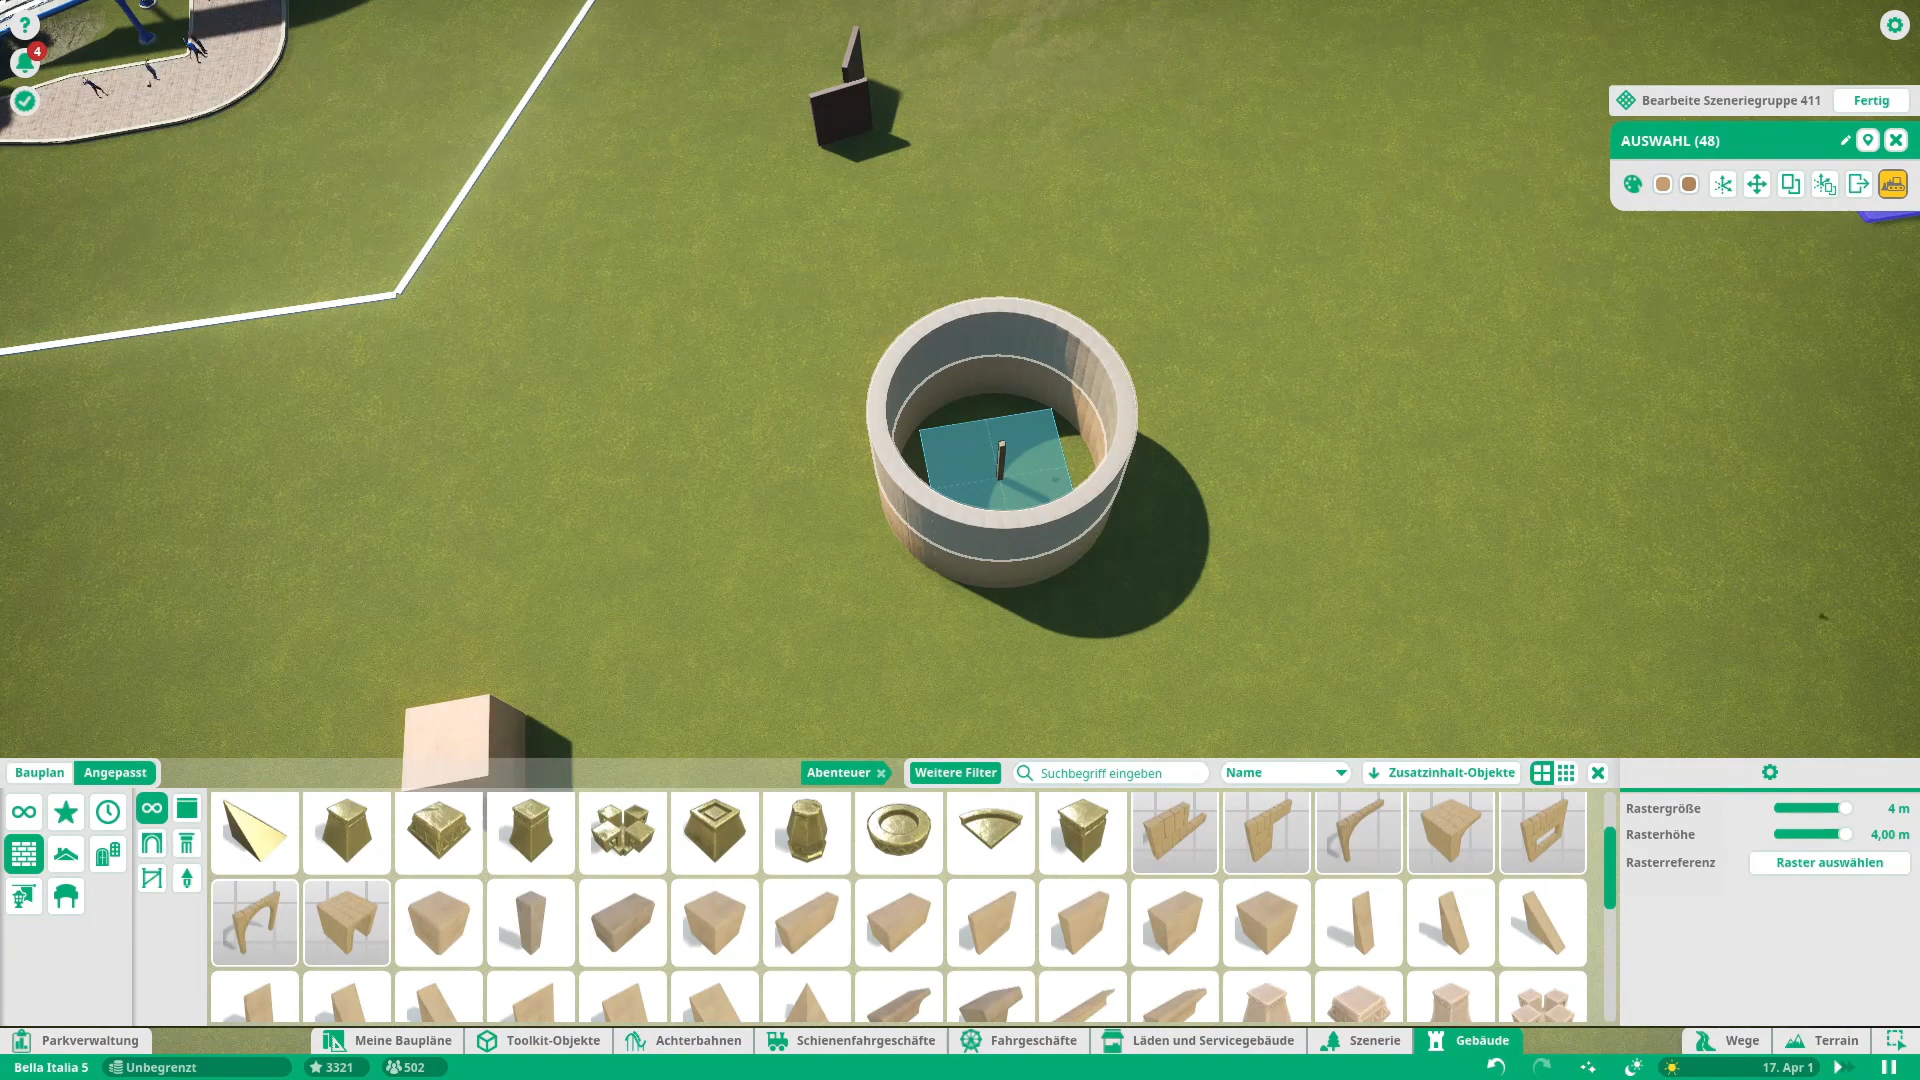 4
Bearbeite Szeneriegruppe 411
Fertig
AUSWAHL (48)
Bauplan
Angepasst
Abenteuer
Weitere Filter
Suchbegriff eingeben
Name
Zusatzinhalt-Objekte
Rastergröße
4 m
Rasterhöhe
4,00 m
Rasterreferenz
Raster auswählen
Parkverwaltung
Meine Baupläne
Toolkit-Objekte
Achterbahnen
Schienenfahrgeschäfte
Fahrgeschäfte
Läden und Servicegebäude
Szenerie
Gebäude
Wege
Terrain
Bella Italia 5
Unbegrenzt
3321
502
17. Apr 1